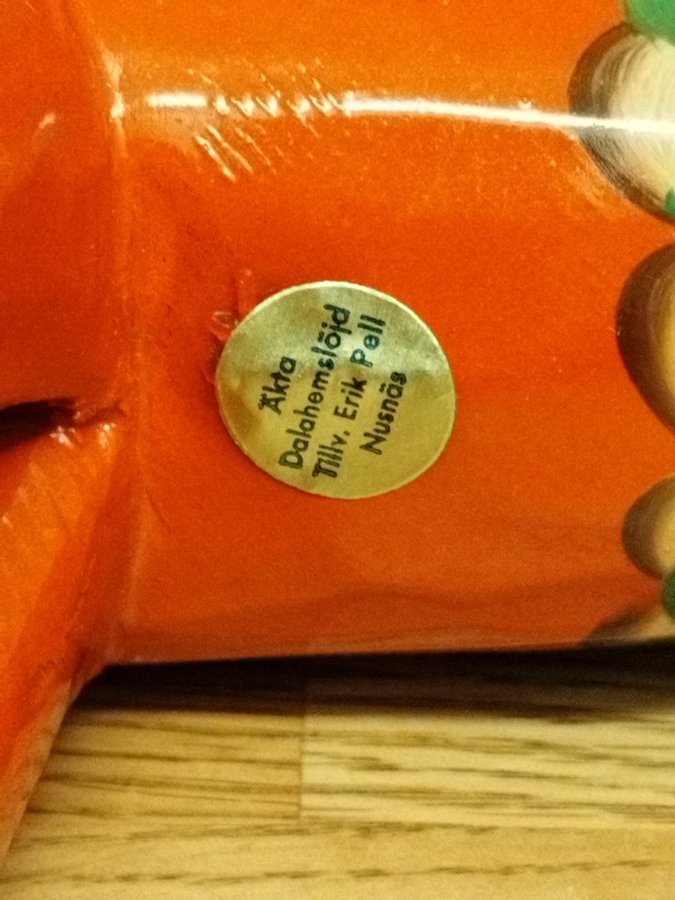 Äkta
Dalahemslöjd
Tillv. Erik Pell
Nusnäs